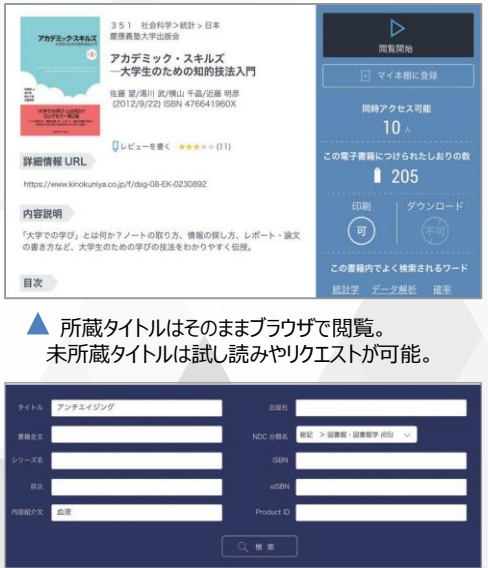 351 社会科学>統計 > 日本
慶應義塾大学出版会
アカデミック・スキルズ
アカデミック・スキルズ
―大学生のための知的技法入門
佐藤 望/湯川 武/横山 千晶/近藤 明彦
(2012/9/22) ISBN 476641960X
レビューを書く ★★★★★ (11)
詳細情報 URL
https://www.kinokuniya.co.jp/f/dsg-08-EK-0230892
内容説明
「大学での学び」とは何か？ノートの取り方、情報の探し方、レポート・論文
の書き方など、大学生のための学びの技法をわかりやすく伝授。
目次
閲覧開始
マイ本棚に登録
同時アクセス可能
10 人
この電子書籍につけられたしおりの数
205
印刷 ダウンロード
可 不可
この書籍内でよく検索されるワード
統計学 データ解析 確率
▲ 所蔵タイトルはそのままブラウザで閲覧。
未所蔵タイトルは試し読みやリクエストが可能。
タイトル アンチエイジング 出版社
書籍全文 NDC 分類名 総記 > 図書館・図書館学 (65)
シリーズ名 ISBN
目次 eISBN
内容紹介文 血液 Product ID
検 索